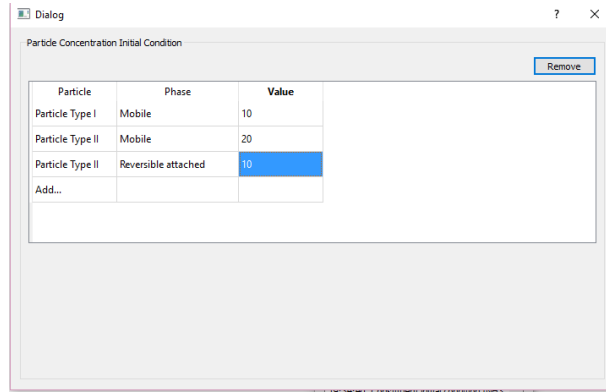 Dialog
?
Particle Concentration Initial Condition
Remove
Particle Phase Value
Particle Type I Mobile 10
Particle Type II Mobile 20
Particle Type II Reversible attached 10
Add...